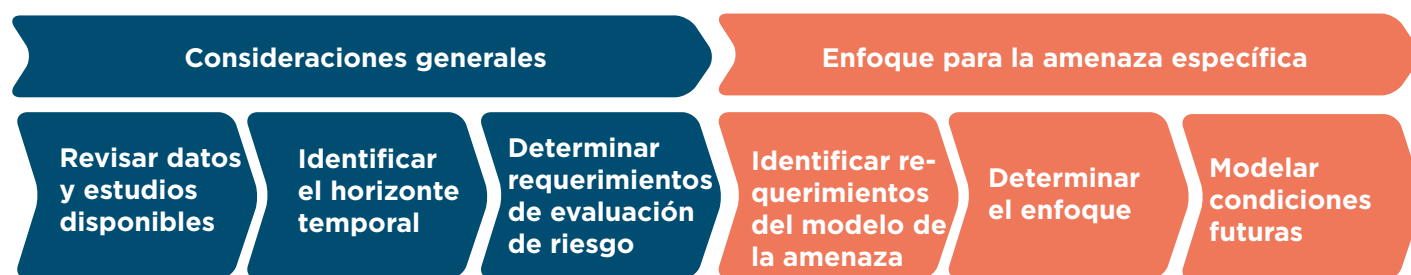 Consideraciones generales
Enfoque para la amenaza específica
Revisar datos
y estudios
disponibles
Identificar
el horizonte
temporal
Determinar
requerimientos
de evaluación
de riesgo
Identificar re-
querimientos
del modelo de
la amenaza
Determinar
el enfoque
Modelar
condiciones
futuras